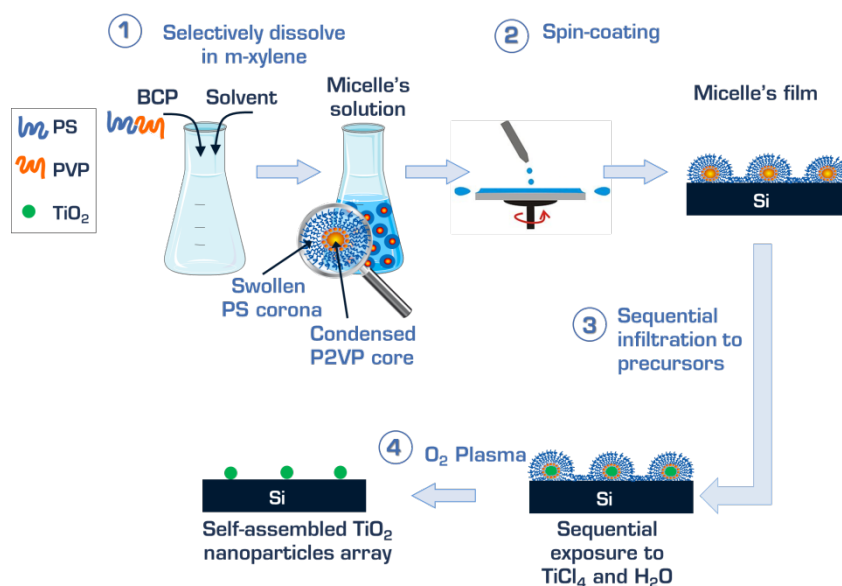 1
Selectively dissolve
in m-xylene
2
Spin-coating
PS
PVP
TiO₂
BCP
Solvent
Micelle's
solution
Micelle's film
Si
Swollen
PS corona
Condensed
P2VP core
3
Sequential
infiltration to
precursors
4
O₂ Plasma
Si
Self-assembled TiO₂
nanoparticles array
Si
Sequential
exposure to
TiCl₄ and H₂O